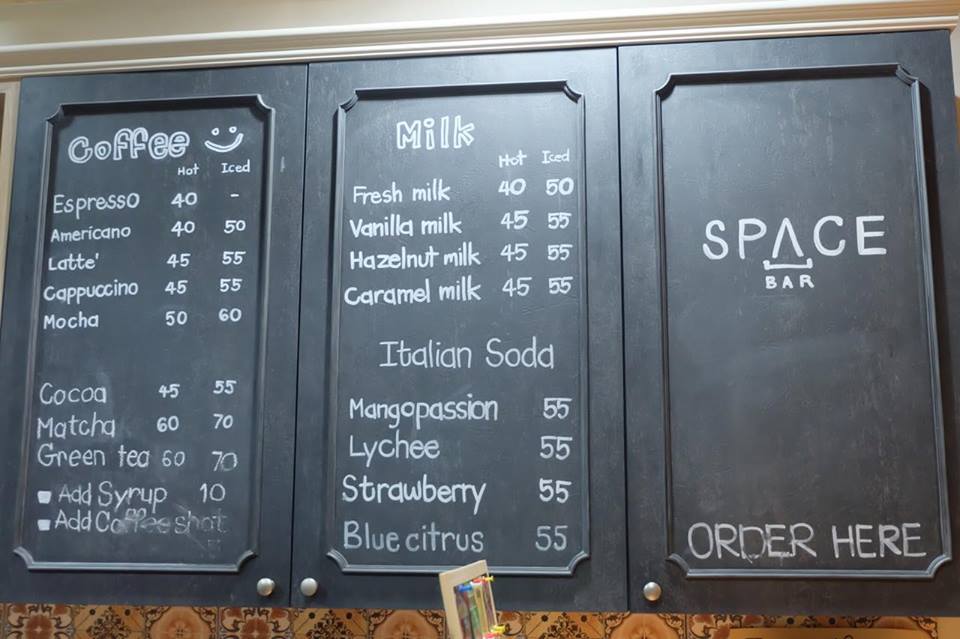 Coffee
Hot Iced
Espresso 40 -
Americano 40 50
Latte' 45 55
Cappuccino 45 55
Mocha 50 60
Cocoa 45 55
Matcha 60 70
Green tea 60 70
Add Syrup 10
Add Coffee shot
Milk
Hot Iced
Fresh milk 40 50
Vanilla milk 45 55
Hazelnut milk 45 55
Caramel milk 45 55
Italian Soda
Mangopassion 55
Lychee 55
Strawberry 55
Blue citrus 55
SPACE
BAR
ORDER HERE